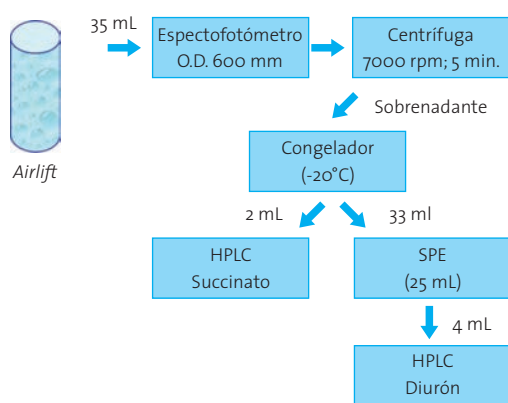 35 mL
Espectofotómetro
O.D. 600 mm
Centrífuga
7000 rpm; 5 min.
Airlift
Sobrenadante
Congelador
(-20°C)
2 mL
33 ml
HPLC
Succinato
SPE
(25 mL)
4 mL
HPLC
Diurón